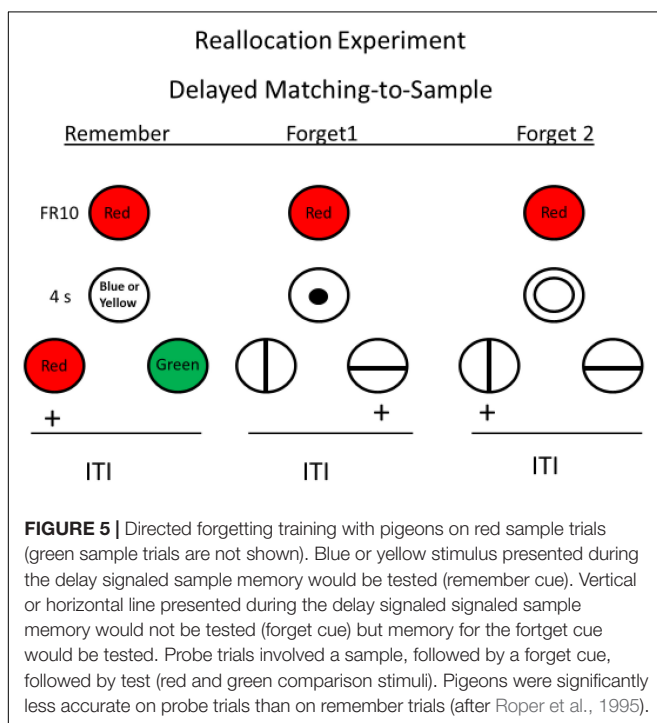 Reallocation Experiment
Delayed Matching-to-Sample
Remember Forget1 Forget 2
FR10 Red Red Red
4 s Blue or
Yellow
Red Green
+ + +
ITI ITI ITI
FIGURE 5 | Directed forgetting training with pigeons on red sample trials
(green sample trials are not shown). Blue or yellow stimulus presented during
the delay signaled sample memory would be tested (remember cue). Vertical
or horizontal line presented during the delay signaled signaled sample
memory would not be tested (forget cue) but memory for the fortget cue
would be tested. Probe trials involved a sample, followed by a forget cue,
followed by test (red and green comparison stimuli). Pigeons were significantly
less accurate on probe trials than on remember trials (after Roper et al., 1995).